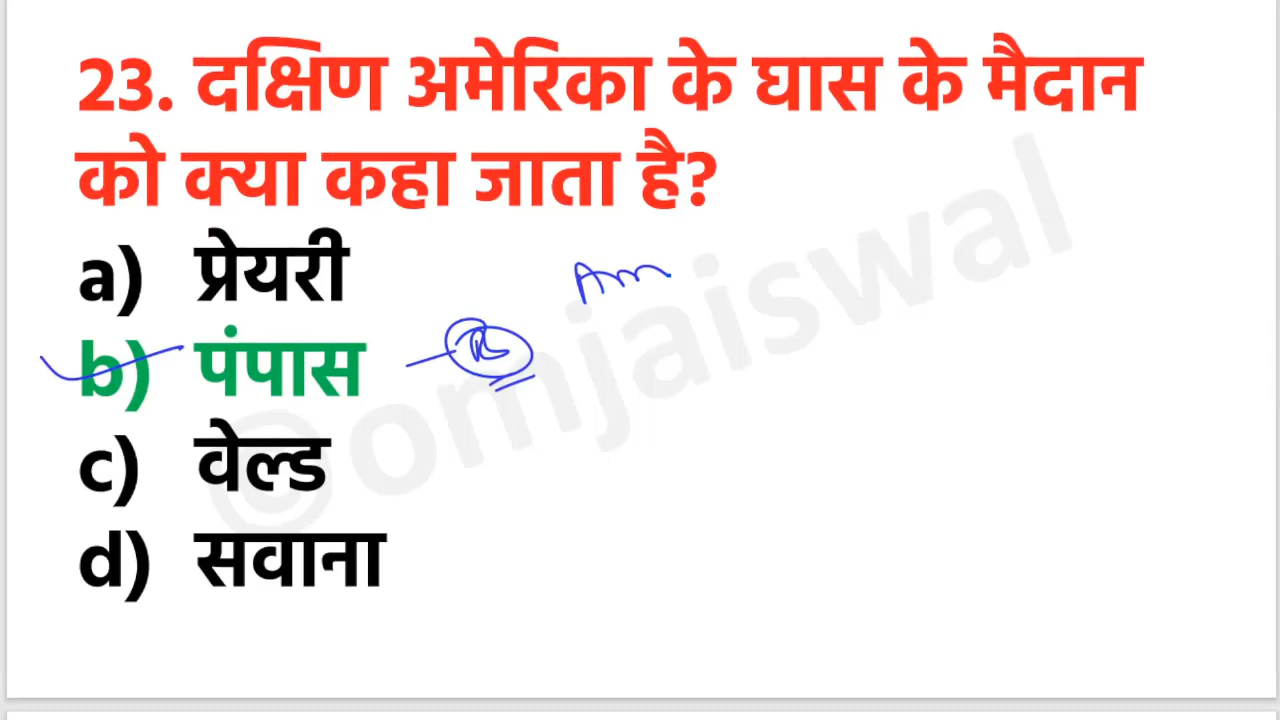 23. दक्षिण अमेरिका के घास के मैदान
को क्या कहा जाता है?
a) प्रेयरी
Am
b) पंपास
c) वेल्ड
d) सवाना
©omjaiswal